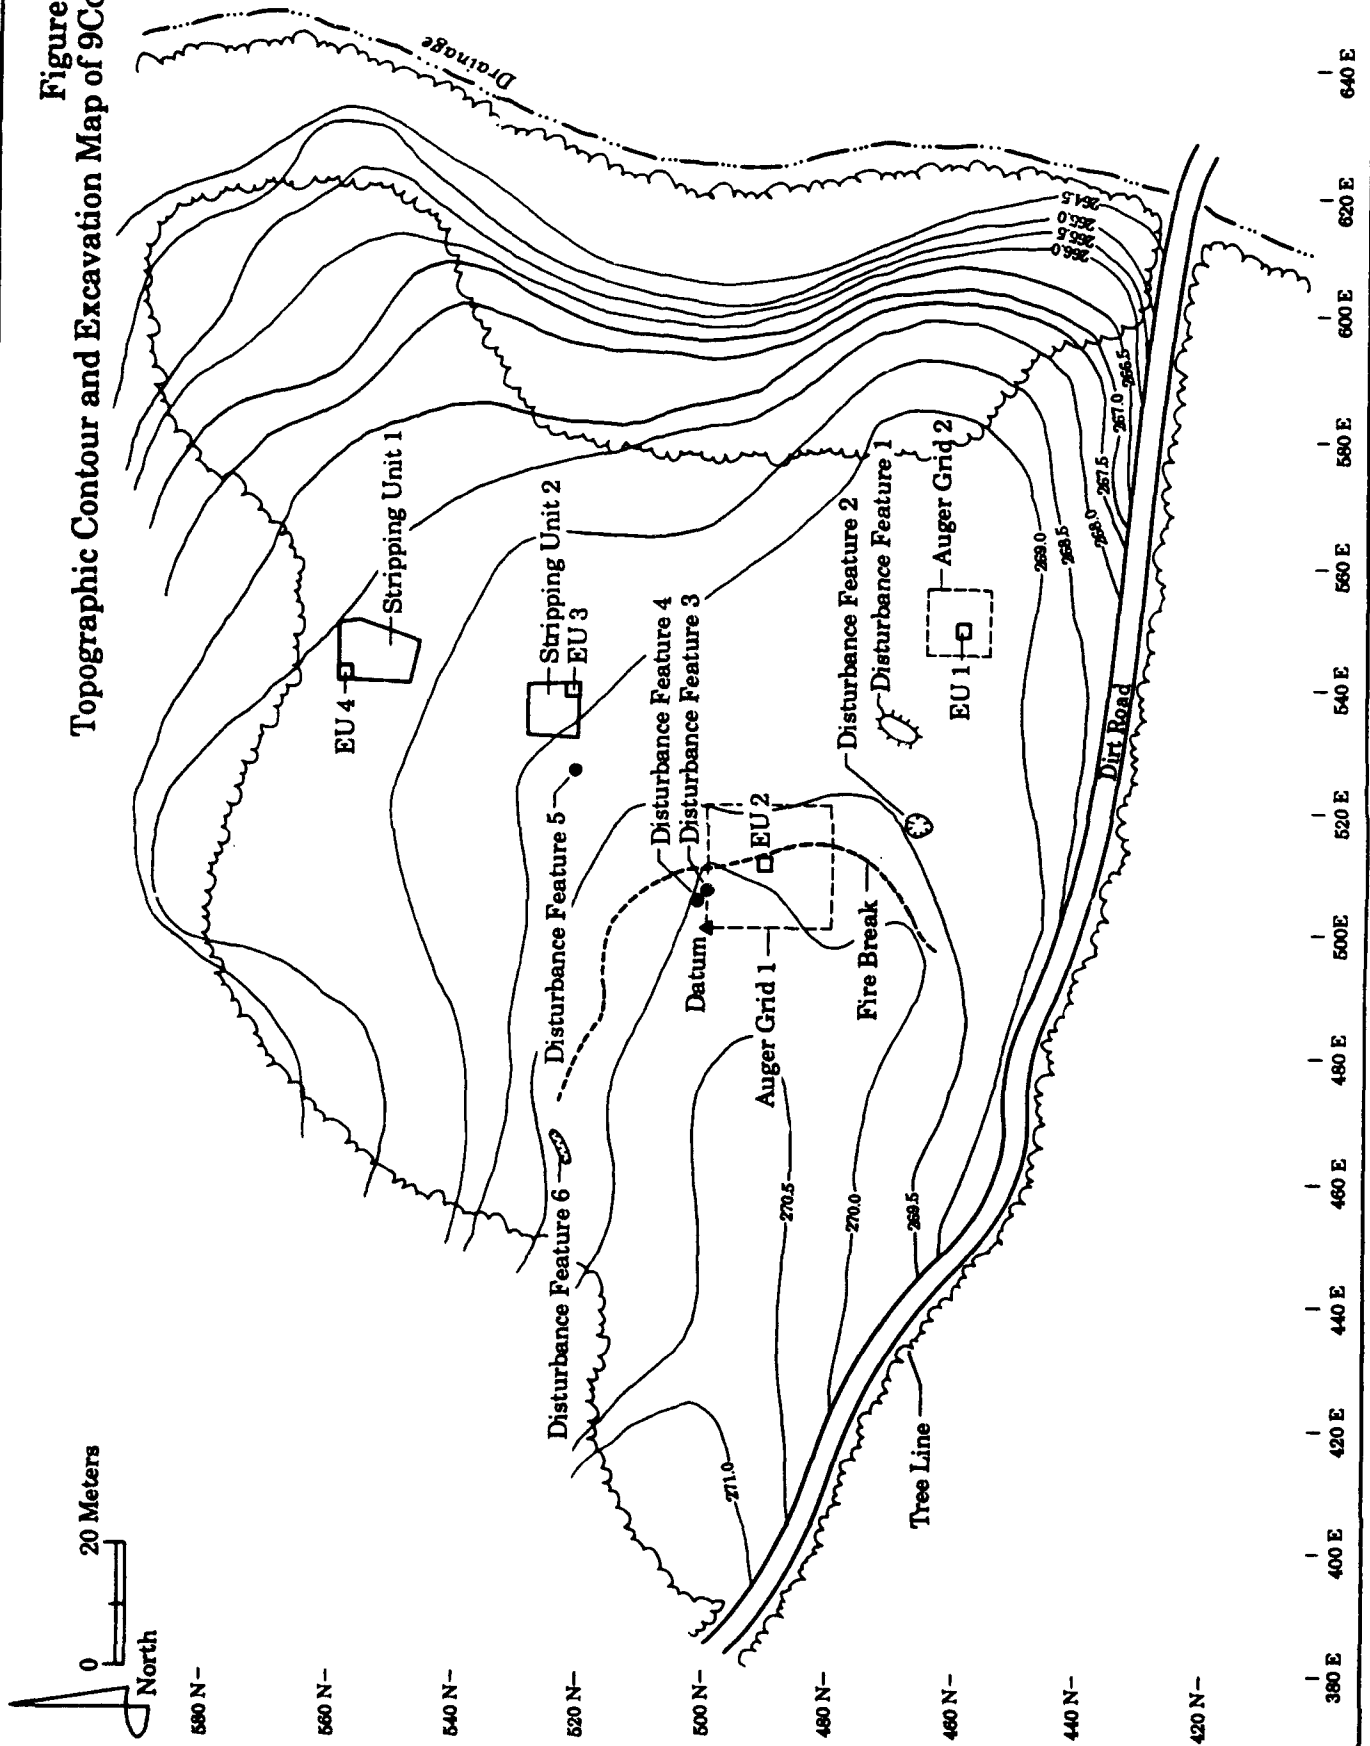 Figure
Topographic Contour and Excavation Map of 9Co
0 20 Meters
North
Drainage
580 N
560 N
540 N
520 N
500 N
480 N
460 N
440 N
420 N
380 E
400 E
420 E
440 E
460 E
480 E
500E
520 E
540 E
560 E
580 E
600 E
620 E
640 E
EU 4
Stripping Unit 1
Stripping Unit 2
EU 3
Disturbance Feature 5
Disturbance Feature 4
Disturbance Feature 3
Disturbance Feature 2
Disturbance Feature 1
Disturbance Feature 6
Auger Grid 2
EU 1
EU 2
Datum
Auger Grid 1
Fire Break
Tree Line
Dirt Road
271.0
270.5
270.0
269.5
269.0
268.5
268.0
267.5
267.0
266.5
266.0
265.5
265.0
264.5